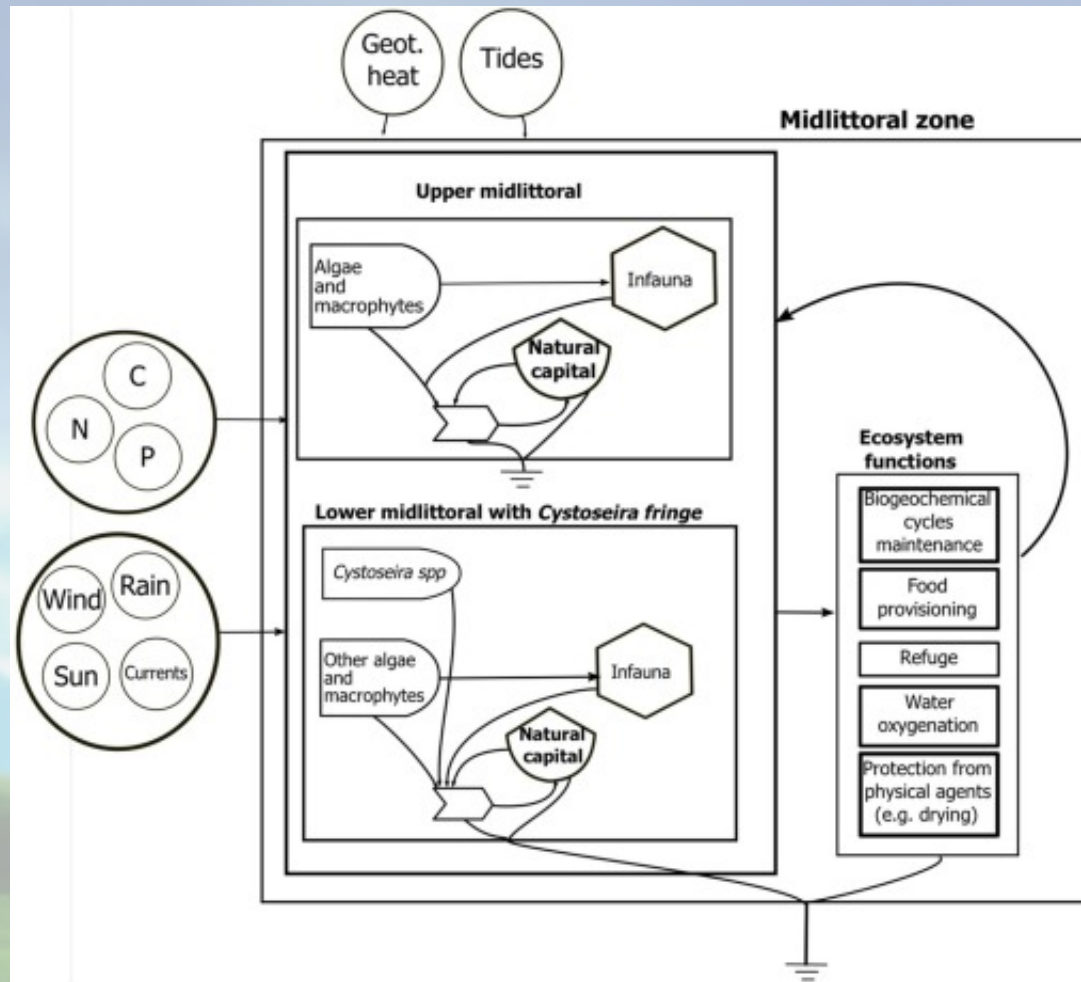 Geot.
heat
Tides
Midlittoral zone
Upper midlittoral
Algae
and
macrophytes
Infauna
Natural
capital
C
N
P
Ecosystem
functions
Biogeochemical
cycles
maintenance
Food
provisioning
Refuge
Water
oxygenation
Protection from
physical agents
(e.g. drying)
Lower midlittoral with Cystoseira fringe
Cystoseira spp
Other algae
and
macrophytes
Infauna
Natural
capital
Wind
Rain
Sun
Currents